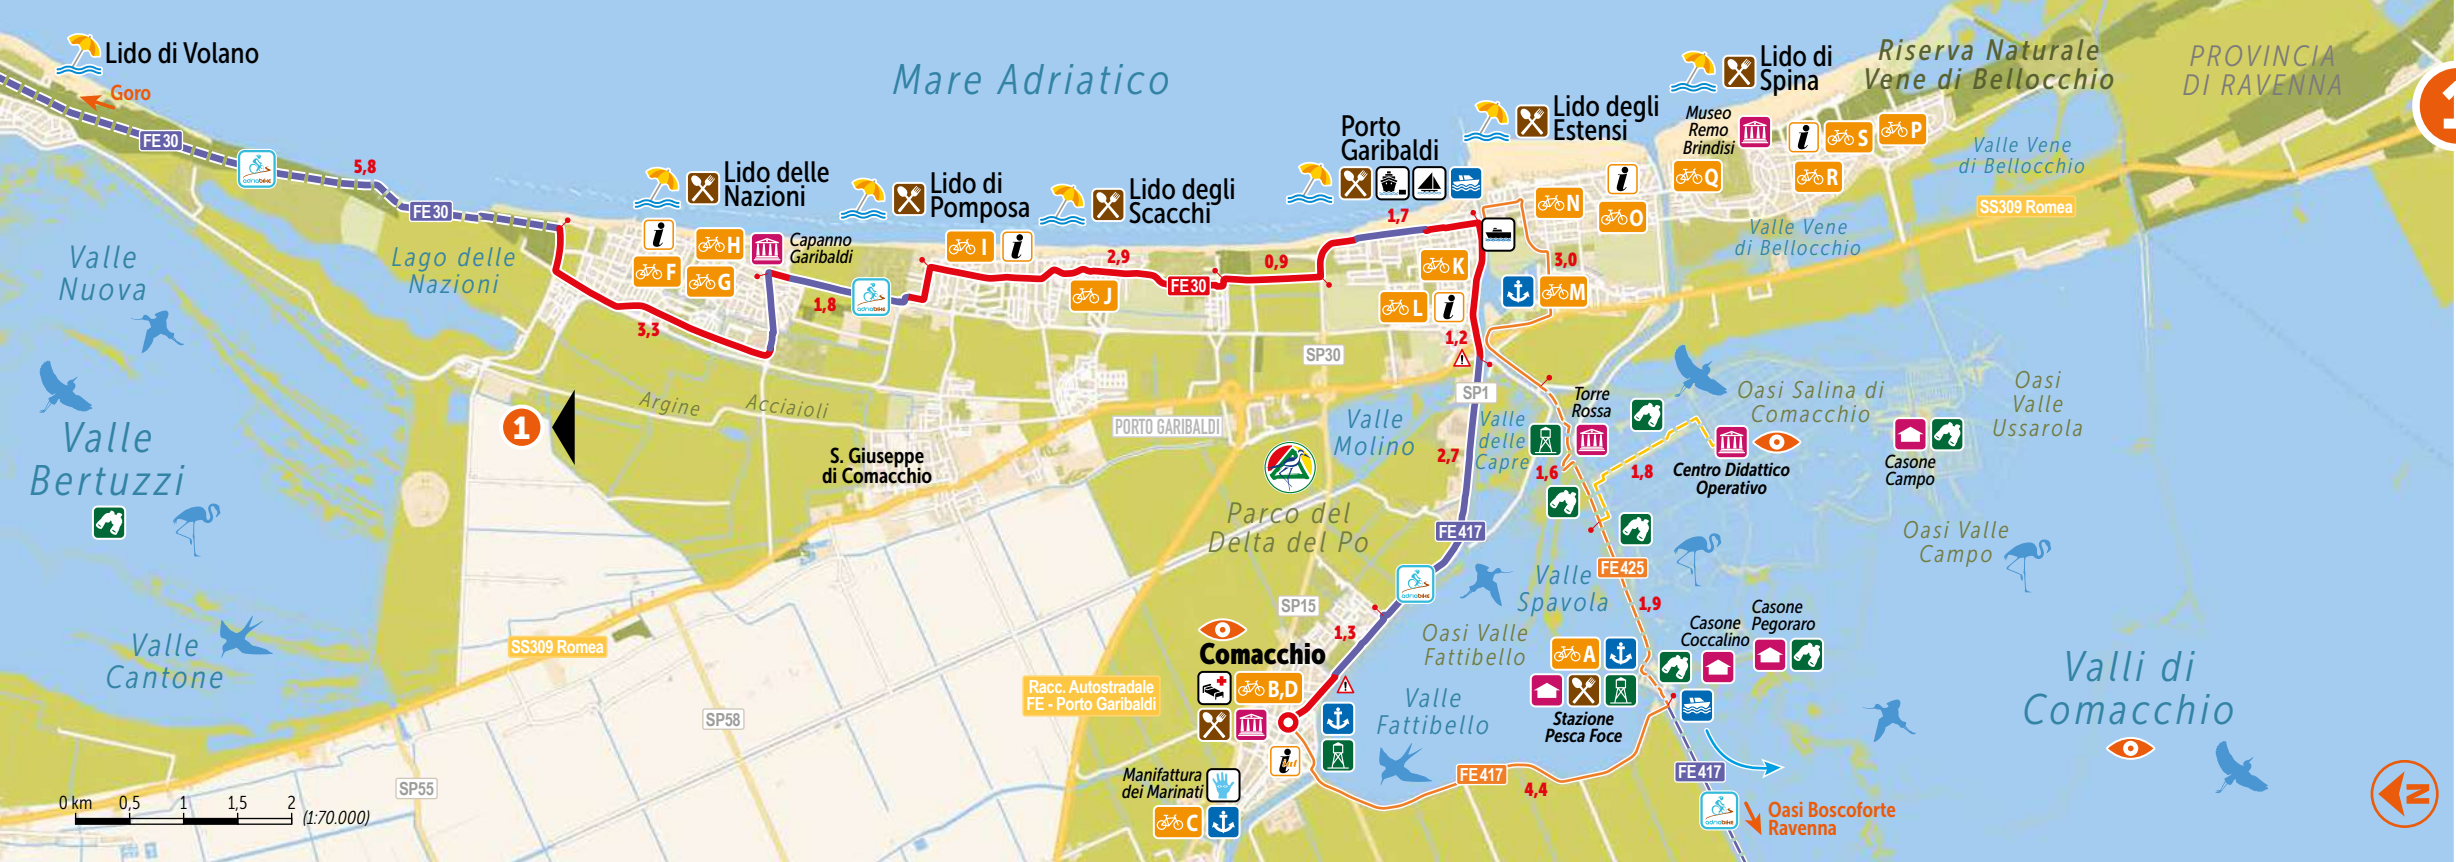 Lido di Volano
Goro
FE30
5,8
FE30
Mare Adriatico
Lido delle
Nazioni
Lido di
Pomposa
Lido degli
Scacchi
Porto
Garibaldi
Lido degli
Estensi
Lido di
Spina
Riserva Naturale
Vene di Bellocchio
PROVINCIA
DI RAVENNA
1
Museo
Remo
Brindisi
i
S
P
Q
R
Valle Vene
di Bellocchio
SS309 Romea
Valle Vene
di Bellocchio
i
N
O
1,7
3,0
M
K
L
i
1,2
i
H
F
G
Capanno
Garibaldi
I
i
2,9
J
FE30
0,9
1,8
adriabike
adriabike
3,3
Valle
Nuova
Lago delle
Nazioni
Argine
Acciaioli
1
SP30
SP1
PORTO GARIBALDI
Valle
Molino
Valle
delle
Capre
Torre
Rossa
Oasi Salina di
Comacchio
Oasi
Valle
Ussarola
Valle
Bertuzzi
S. Giuseppe
di Comacchio
2,7
1,6
1,8
Centro Didattico
Operativo
Casone
Campo
Parco del
Delta del Po
FE417
Oasi Valle
Campo
Valle
Spavola
FE425
adriabike
SP15
1,3
1,9
Casone
Pegoraro
Casone
Coccalino
Oasi Valle
Fattibello
A
Valle
Cantone
SS309 Romea
Comacchio
B,D
Racc. Autostradale
FE - Porto Garibaldi
SP58
Valle
Fattibello
Stazione
Pesca Foce
Valli di
Comacchio
i
Manifattura
dei Marinati
C
FE417
4,4
FE417
adriabike
Oasi Boscoforte
Ravenna
SP55
0 km 0,5 1 1,5 2
(1:70.000)
N